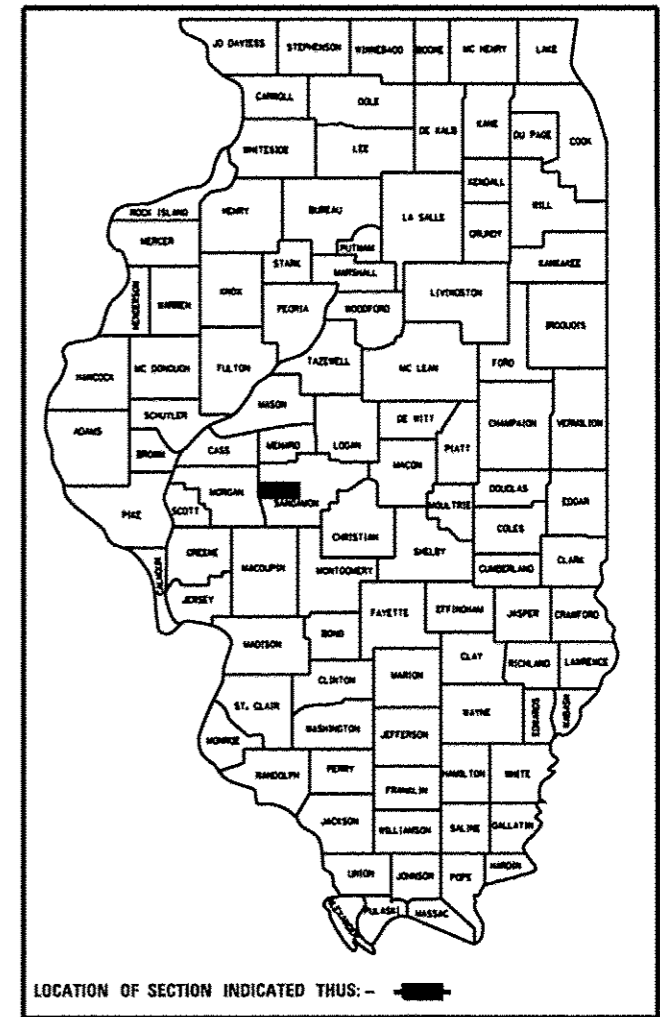 JO DAVIESS STEPHENSON WINNEBAGO BOONE MC HENRY LAKE
CARROLL OGLE DE KALB KANE DU PAGE COOK
WHITESIDE LEE
KENDALL WILL
ROCK ISLAND HENRY BUREAU LA SALLE GRUNDY
MERCER PUTNAM
STARK MARSHALL KANKAKEE
HENDERSON WARREN KNOX PEORIA WOODFORD LIVINGSTON IROQUOIS
HANCOCK MC DONOUGH FULTON TAZEWELL MC LEAN FORD
MASON
ADAMS SCHUYLER DE WITT CHAMPAIGN VERMILION
BROWN CASS MENARD LOGAN MACON PIATT
PIKE SCOTT MORGAN SANGAMON MOULTRIE DOUGLAS EDGAR
CHRISTIAN COLES
CALHOUN GREENE MACOUPIN MONTGOMERY SHELBY CUMBERLAND CLARK
JERSEY FAYETTE EFFINGHAM JASPER CRAWFORD
MADISON BOND
CLAY RICHLAND LAWRENCE
CLINTON MARION
ST. CLAIR WAYNE EDWARDS WABASH
MONROE WASHINGTON JEFFERSON
RANDOLPH PERRY HAMILTON WHITE
FRANKLIN
JACKSON WILLIAMSON SALINE GALLATIN
UNION JOHNSON POPE HARDIN
ALEXANDER PULASKI MASSAC
LOCATION OF SECTION INDICATED THUS: -